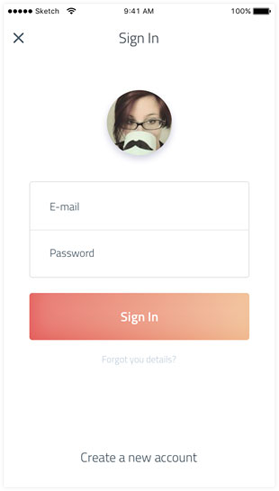 Sketch 9:41 AM 100%
Sign In
E-mail
Password
Sign In
Forgot you details?
Create a new account